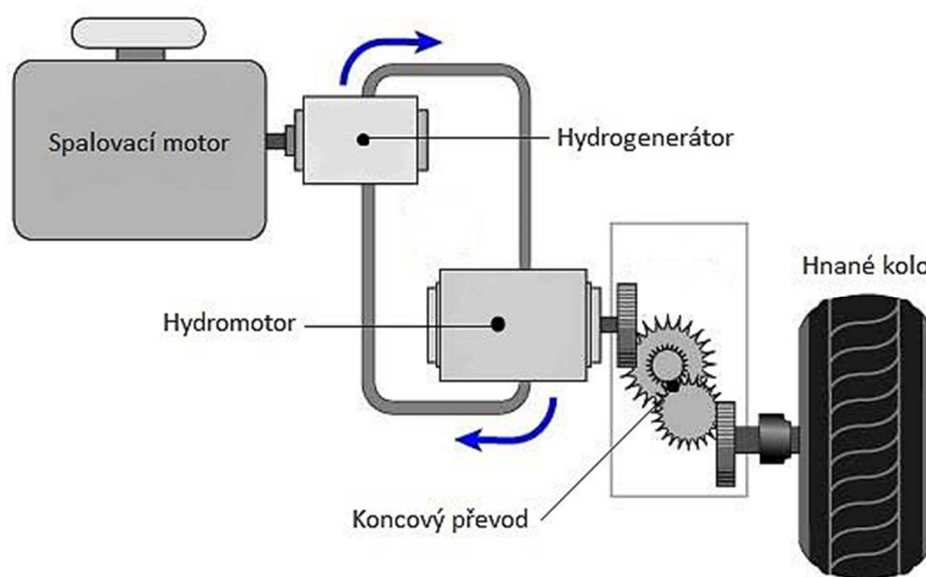 Spalovací motor
Hydrogenerátor
Hnané kolo
Hydromotor
Koncový převod